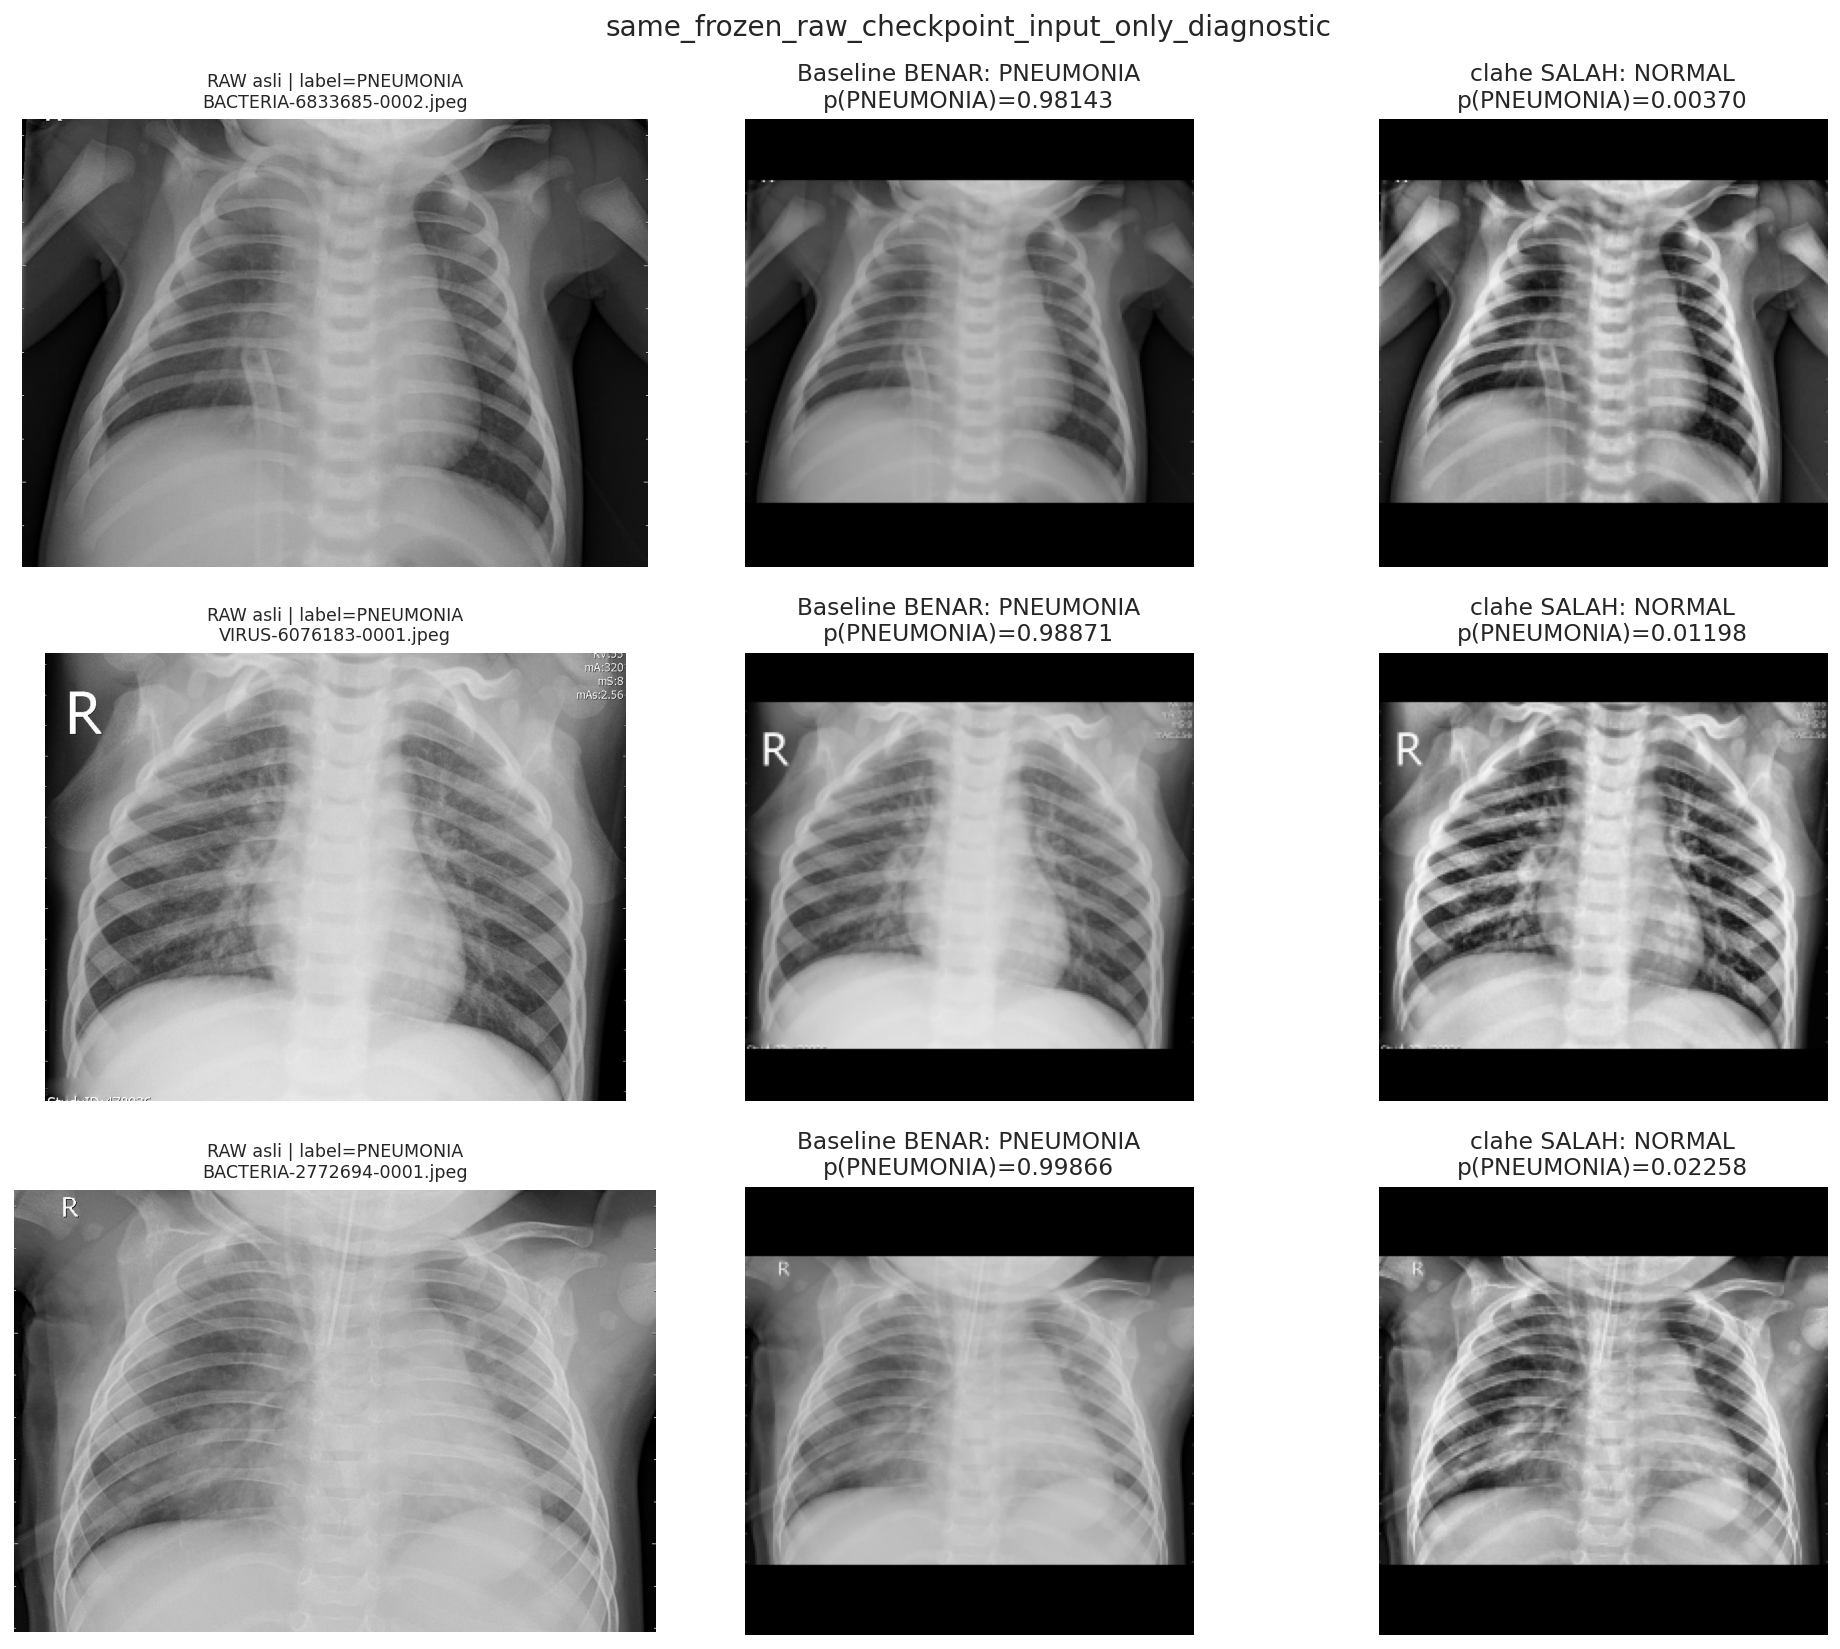 same_frozen_raw_checkpoint_input_only_diagnostic
RAW asli | label=PNEUMONIA
BACTERIA-6833685-0002.jpeg
Baseline BENAR: PNEUMONIA
p(PNEUMONIA)=0.98143
clahe SALAH: NORMAL
p(PNEUMONIA)=0.00370
RAW asli | label=PNEUMONIA
VIRUS-6076183-0001.jpeg
Baseline BENAR: PNEUMONIA
p(PNEUMONIA)=0.98871
clahe SALAH: NORMAL
p(PNEUMONIA)=0.01198
R
mA:320
mS:8
mAs:2.56
R
R
RAW asli | label=PNEUMONIA
BACTERIA-2772694-0001.jpeg
Baseline BENAR: PNEUMONIA
p(PNEUMONIA)=0.99866
clahe SALAH: NORMAL
p(PNEUMONIA)=0.02258
R
R
R